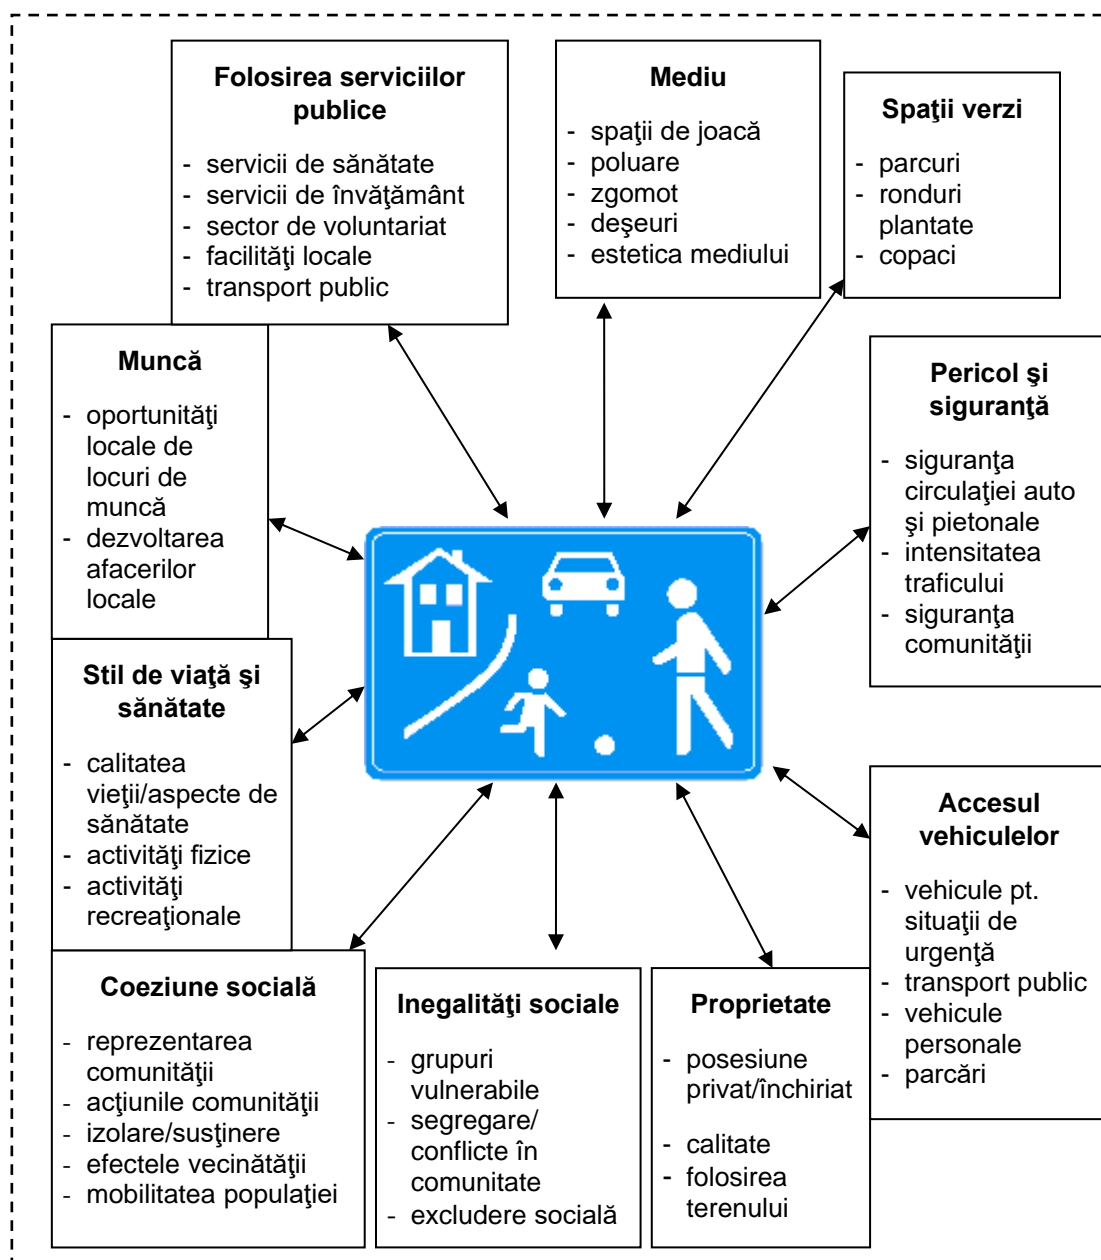 Folosirea serviciilor
publice
- servicii de sănătate
- servicii de învăţământ
- sector de voluntariat
- facilităţi locale
- transport public
Mediu
- spaţii de joacă
- poluare
- zgomot
- deşeuri
- estetica mediului
Spaţii verzi
- parcuri
- ronduri
plantate
- copaci
Muncă
- oportunităţi
locale de
locuri de
muncă
- dezvoltarea
afacerilor
locale
Pericol şi
siguranţă
- siguranţa
circulaţiei auto
şi pietonale
- intensitatea
traficului
- siguranţa
comunităţii
Stil de viaţă şi
sănătate
- calitatea
vieţii/aspecte de
sănătate
- activităţi fizice
- activităţi
recreaţionale
Accesul
vehiculelor
- vehicule pt.
situaţii de
urgenţă
- transport public
- vehicule
personale
- parcări
Coeziune socială
- reprezentarea
comunităţii
- acţiunile comunităţii
- izolare/susţinere
- efectele vecinătăţii
- mobilitatea populaţiei
Inegalităţi sociale
- grupuri
vulnerabile
- segregare/
conflicte în
comunitate
- excludere socială
Proprietate
- posesiune
privat/închiriat
- calitate
- folosirea
terenului